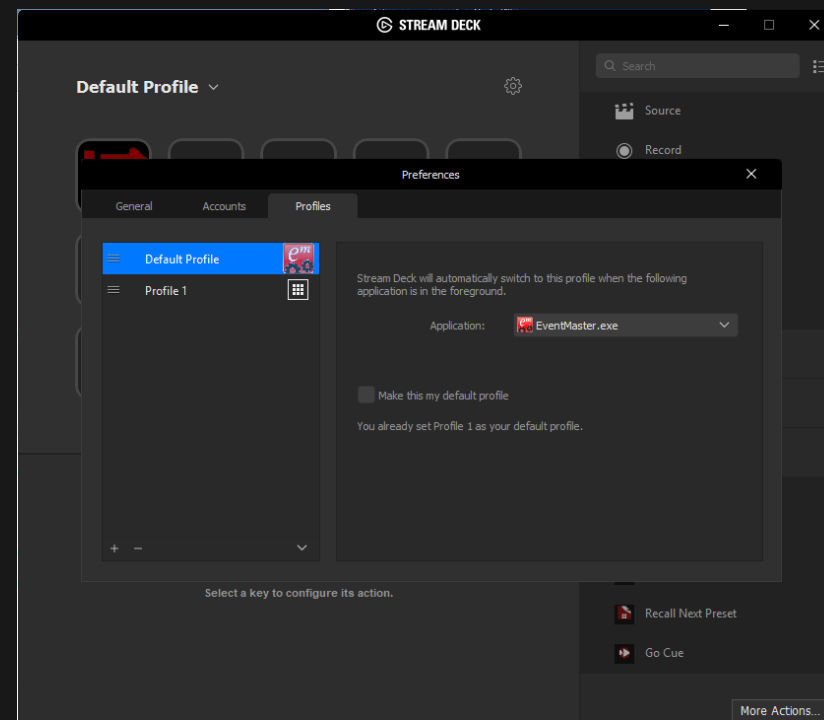 STREAM DECK
Default Profile
Search
Source
Record
Preferences
General
Accounts
Profiles
Default Profile
Profile 1
Stream Deck will automatically switch to this profile when the following
application is in the foreground.
Application:
EventMaster.exe
Make this my default profile
You already set Profile 1 as your default profile.
Select a key to configure its action.
Recall Next Preset
Go Cue
More Actions...